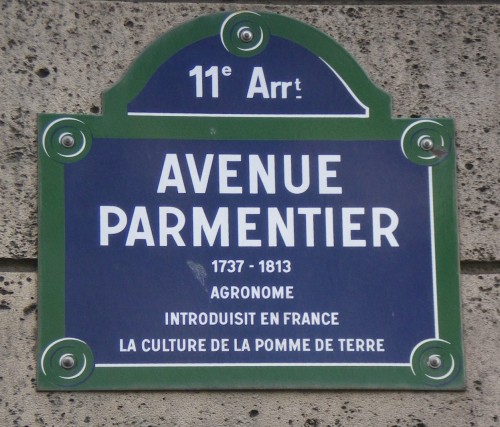 11e Arrt
AVENUE
PARMENTIER
1737 - 1813
AGRONOME
INTRODUISIT EN FRANCE
LA CULTURE DE LA POMME DE TERRE